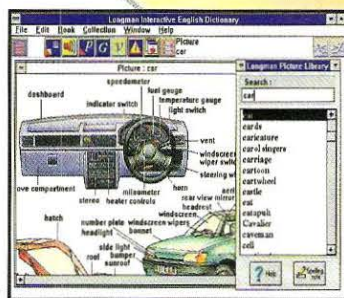 Longman Interactive English Dictionary
File Edit Book Collection Window Help
P G V
Picture
car
Picture : car
speedometer
fuel gauge
temperature gauge
light switch
dashboard
indicator switch
vent
windscreen
wiper switch
steering w
horn
ove compartment
stereo
heater controls
milometer
hatch
rear view mirror
aeri
headrest
windscreen
number plate
windscreen wipers
headlight
bonnet
side light
bumper
sunroof
roof
Longman Picture Library
Search :
car
car
cards
caricature
carol singers
carriage
cartoon
cartwheel
castle
cat
catapult
Cavalier
caveman
cell
Help